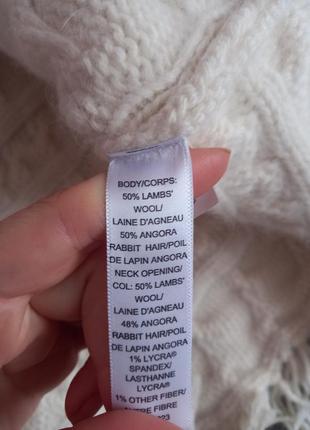 BODY/CORPS:
50% LAMBS'
WOOL/
LAINE D'AGNEAU
50% ANGORA
RABBIT HAIR/POIL
DE LAPIN ANGORA
NECK OPENING/
COL: 50% LAMBS'
WOOL/
LAINE D'AGNEAU
48% ANGORA
RABBIT HAIR/POIL
DE LAPIN ANGORA
1% LYCRA®
SPANDEX/
LASTHANNE
LYCRA®
1% OTHER FIBER/
FIBRE